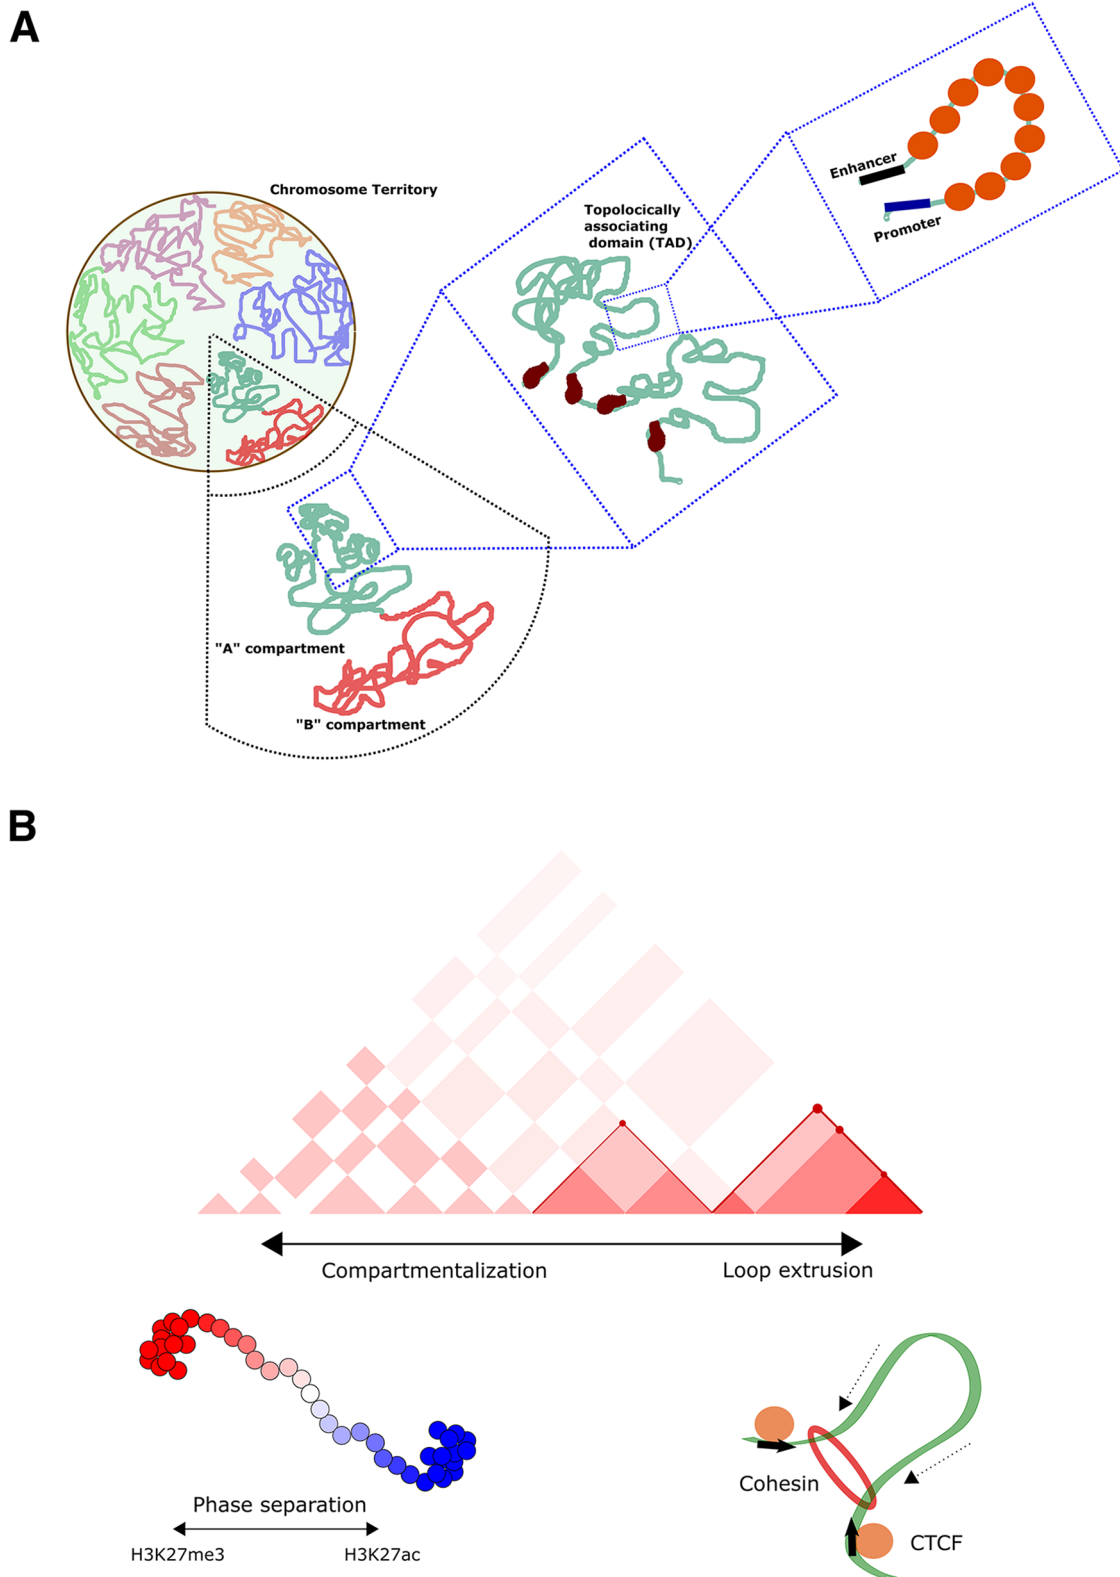 A
Chromosome Territory
Topolocically
associating
domain (TAD)
Enhancer
Promoter
"A" compartment
"B" compartment
B
Compartmentalization
Loop extrusion
Phase separation
H3K27me3
H3K27ac
Cohesin
CTCF